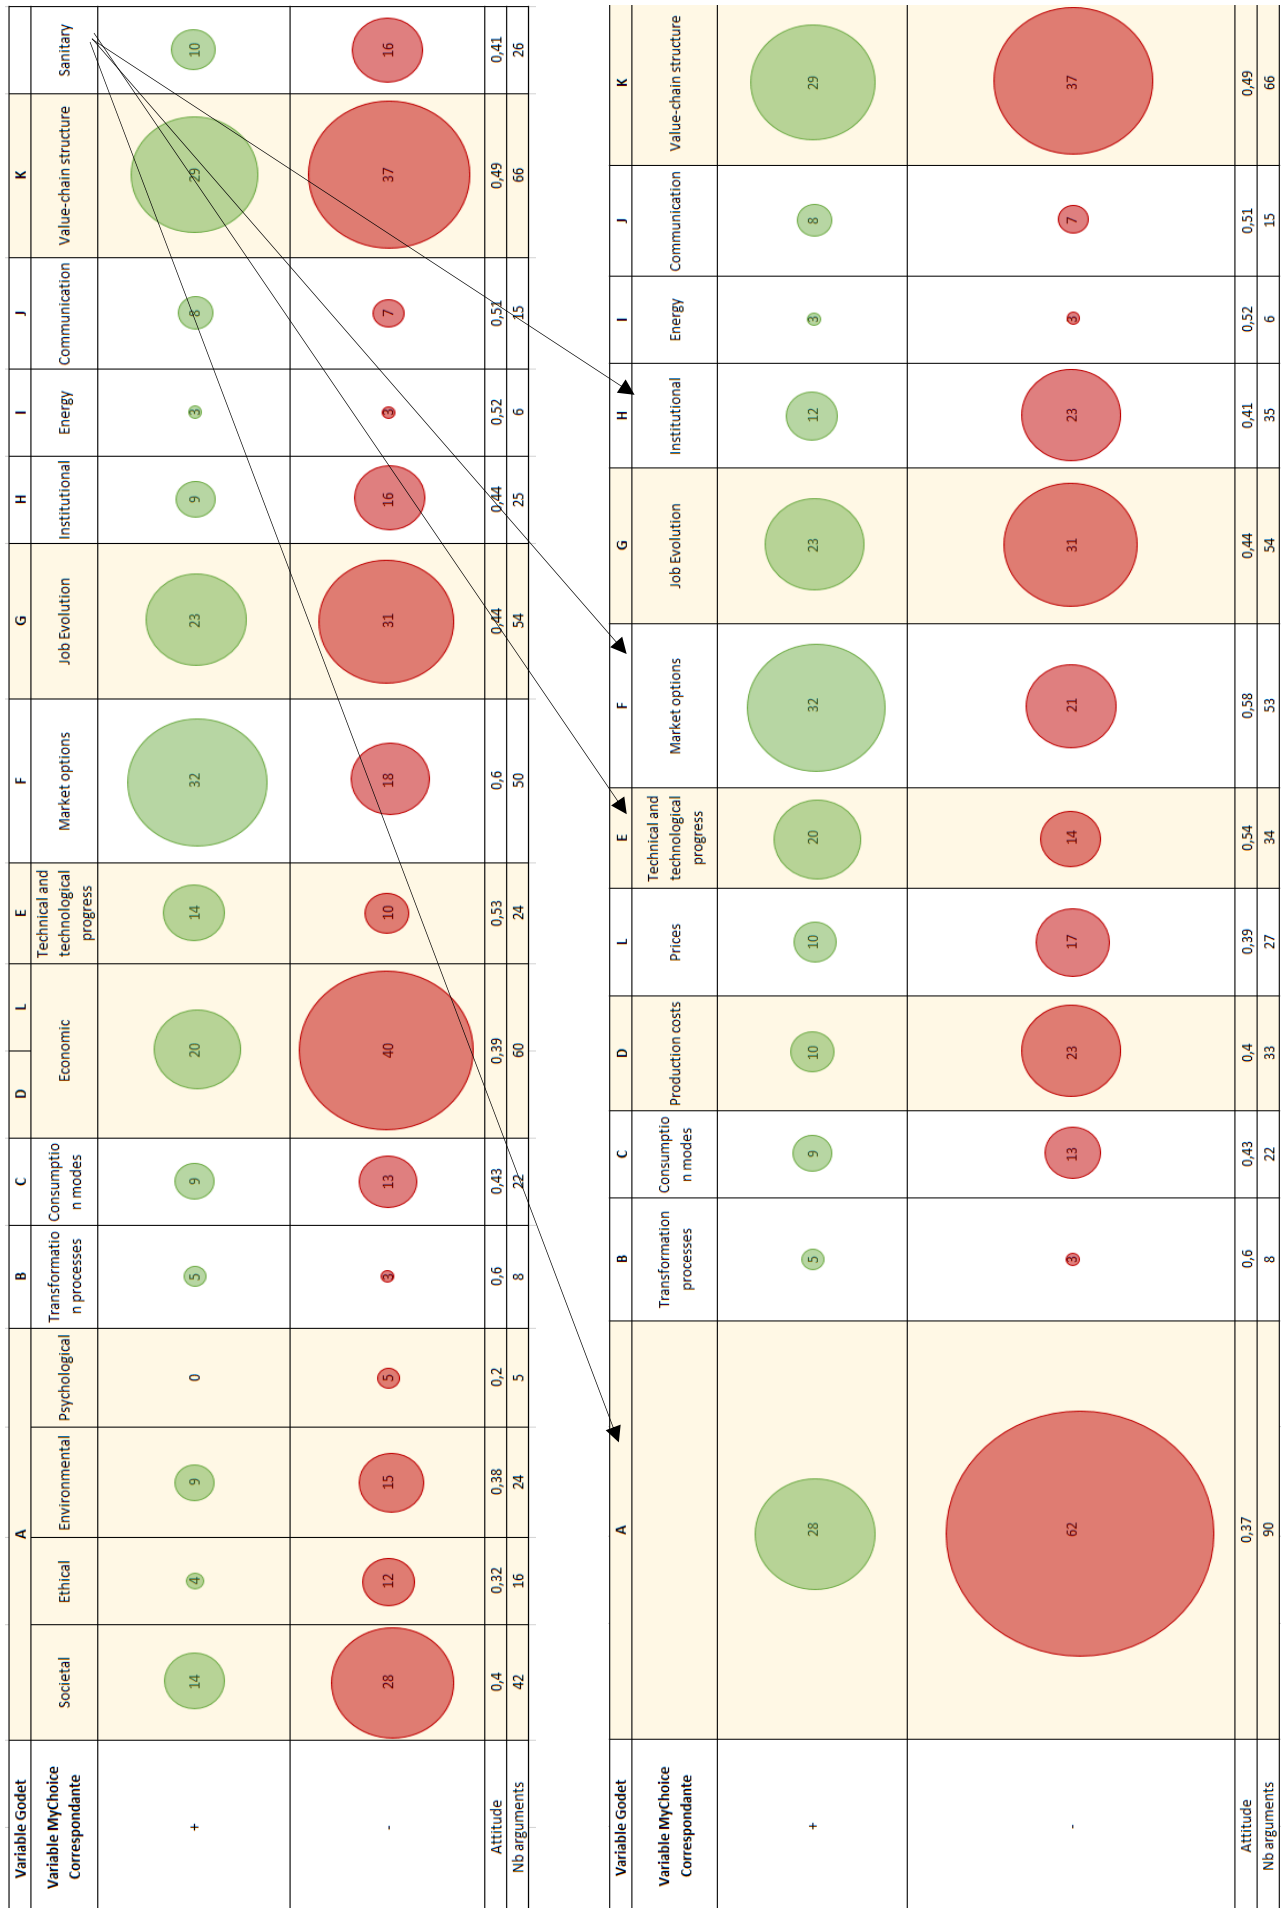 Variable Godet A B C D L E F G H I J K
Variable MyChoice
Correspondante
Societal
Ethical
Environmental
Psychological
Transformatio
n processes
Consumptio
n modes
Economic
Technical and
technological
progress
Market options
Job Evolution
Institutional
Energy
Communication
Value-chain structure
Sanitary
+ 14 4 9 0 5 9 20 14 32 23 9 3 8 29 10
- 28 12 15 5 3 13 40 10 18 31 16 3 7 37 16
Attitude 0,4 0,32 0,38 0,2 0,6 0,43 0,39 0,53 0,6 0,44 0,44 0,52 0,51 0,49 0,41
Nb arguments 42 16 24 5 8 22 60 24 50 54 25 6 15 66 26
Variable Godet A B C D L E F G H I J K
Variable MyChoice
Correspondante
Transformation
processes
Consumptio
n modes
Production costs
Prices
Technical and
technological
progress
Market options
Job Evolution
Institutional
Energy
Communication
Value-chain structure
+ 28 5 9 10 10 20 32 23 12 3 8 29
- 62 3 13 23 17 14 21 31 23 3 7 37
Attitude 0,37 0,6 0,43 0,4 0,39 0,54 0,58 0,44 0,41 0,52 0,51 0,49
Nb arguments 90 8 22 33 27 34 53 54 35 6 15 66